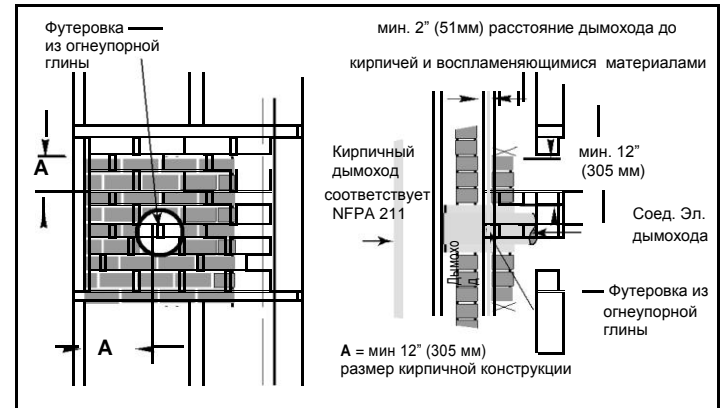 Футеровка
из огнеупорной
глины
A
A
мин. 2” (51мм) расстояние дымохода до
кирпичей и воспламеняющимися материалами
Кирпичный
дымоход
соответствует
NFPA 211
Дымохо
д
мин. 12”
(305 мм)
Соед. Эл.
дымохода
Футеровка из
огнеупорной
глины
A = мин 12” (305 мм)
размер кирпичной конструкции